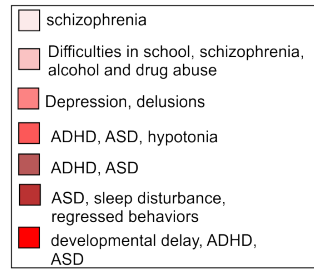 schizophrenia
Difficulties in school, schizophrenia,
alcohol and drug abuse
Depression, delusions
ADHD, ASD, hypotonia
ADHD, ASD
ASD, sleep disturbance,
regressed behaviors
developmental delay, ADHD,
ASD